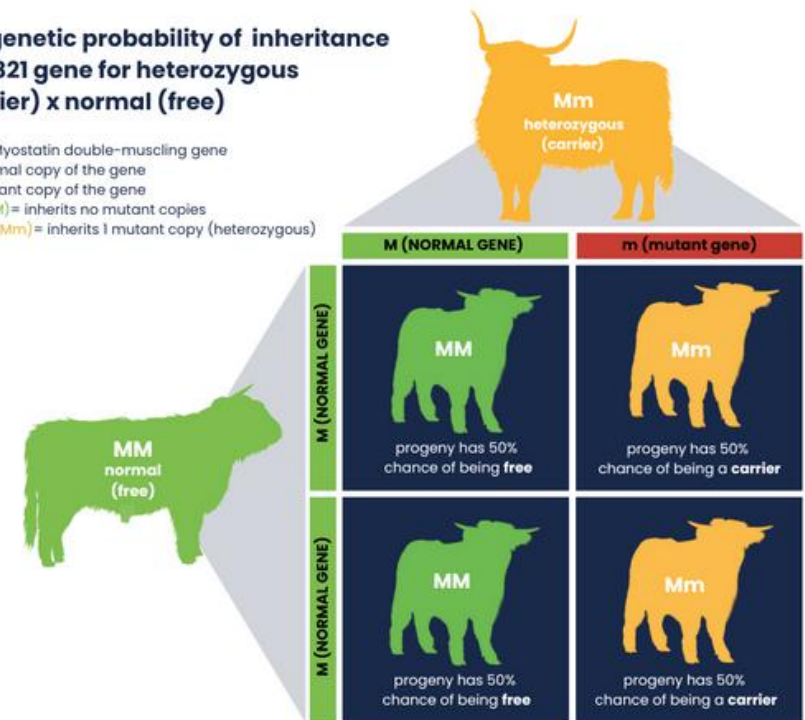 genetic probability of inheritance
821 gene for heterozygous
ier) x normal (free)
Myostatin double-muscling gene
mal copy of the gene
ant copy of the gene
)= inherits no mutant copies
Mm)= inherits 1 mutant copy (heterozygous)
Mm
heterozygous
(carrier)
M (NORMAL GENE)
m (mutant gene)
M (NORMAL GENE)
MM
progeny has 50%
chance of being free
Mm
progeny has 50%
chance of being a carrier
MM
normal
(free)
M (NORMAL GENE)
MM
progeny has 50%
chance of being free
Mm
progeny has 50%
chance of being a carrier